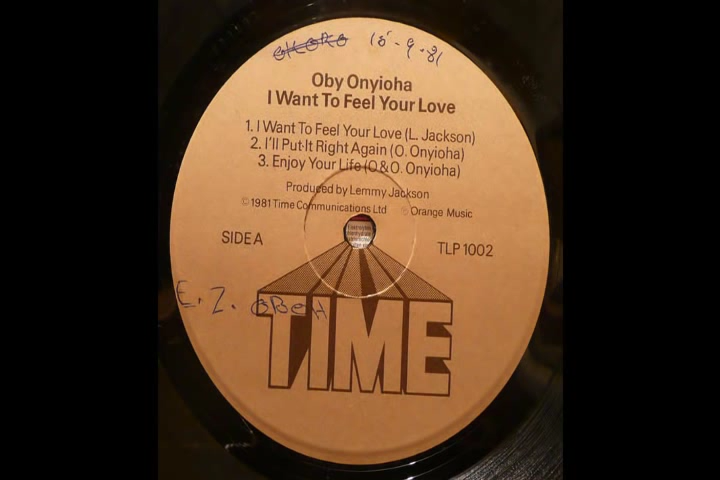 15-9-81
Oby Onyioha
I Want To Feel Your Love
1. I Want To Feel Your Love (L. Jackson)
2. I'll Put It Right Again (O. Onyioha)
3. Enjoy Your Life (O.&O. Onyioha)
Produced by Lemmy Jackson
© 1981 Time Communications Ltd Orange Music
SIDE A TLP 1002
E. Z. OBEH
TIME